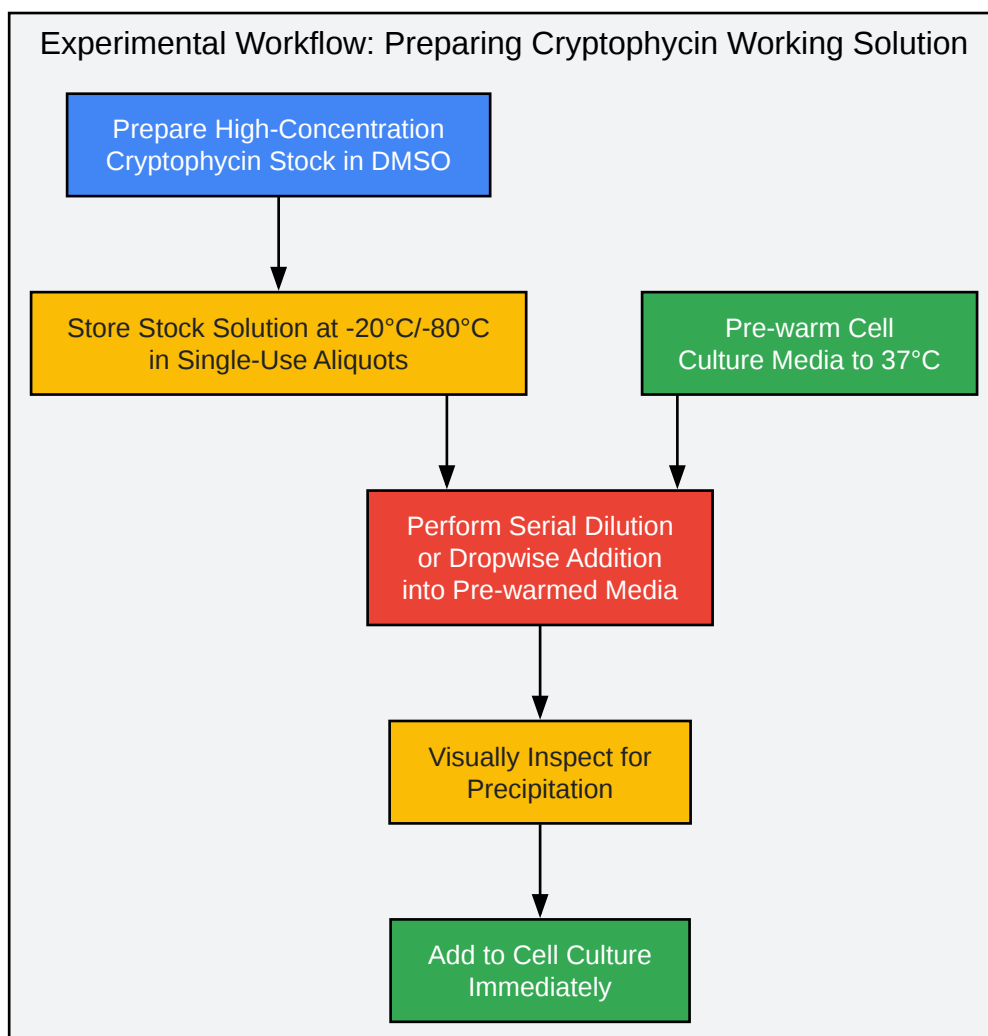 Experimental Workflow: Preparing Cryptophycin Working Solution
Prepare High-Concentration
Cryptophycin Stock in DMSO
Store Stock Solution at -20°C/-80°C
in Single-Use Aliquots
Pre-warm Cell
Culture Media to 37°C
Perform Serial Dilution
or Dropwise Addition
into Pre-warmed Media
Visually Inspect for
Precipitation
Add to Cell Culture
Immediately